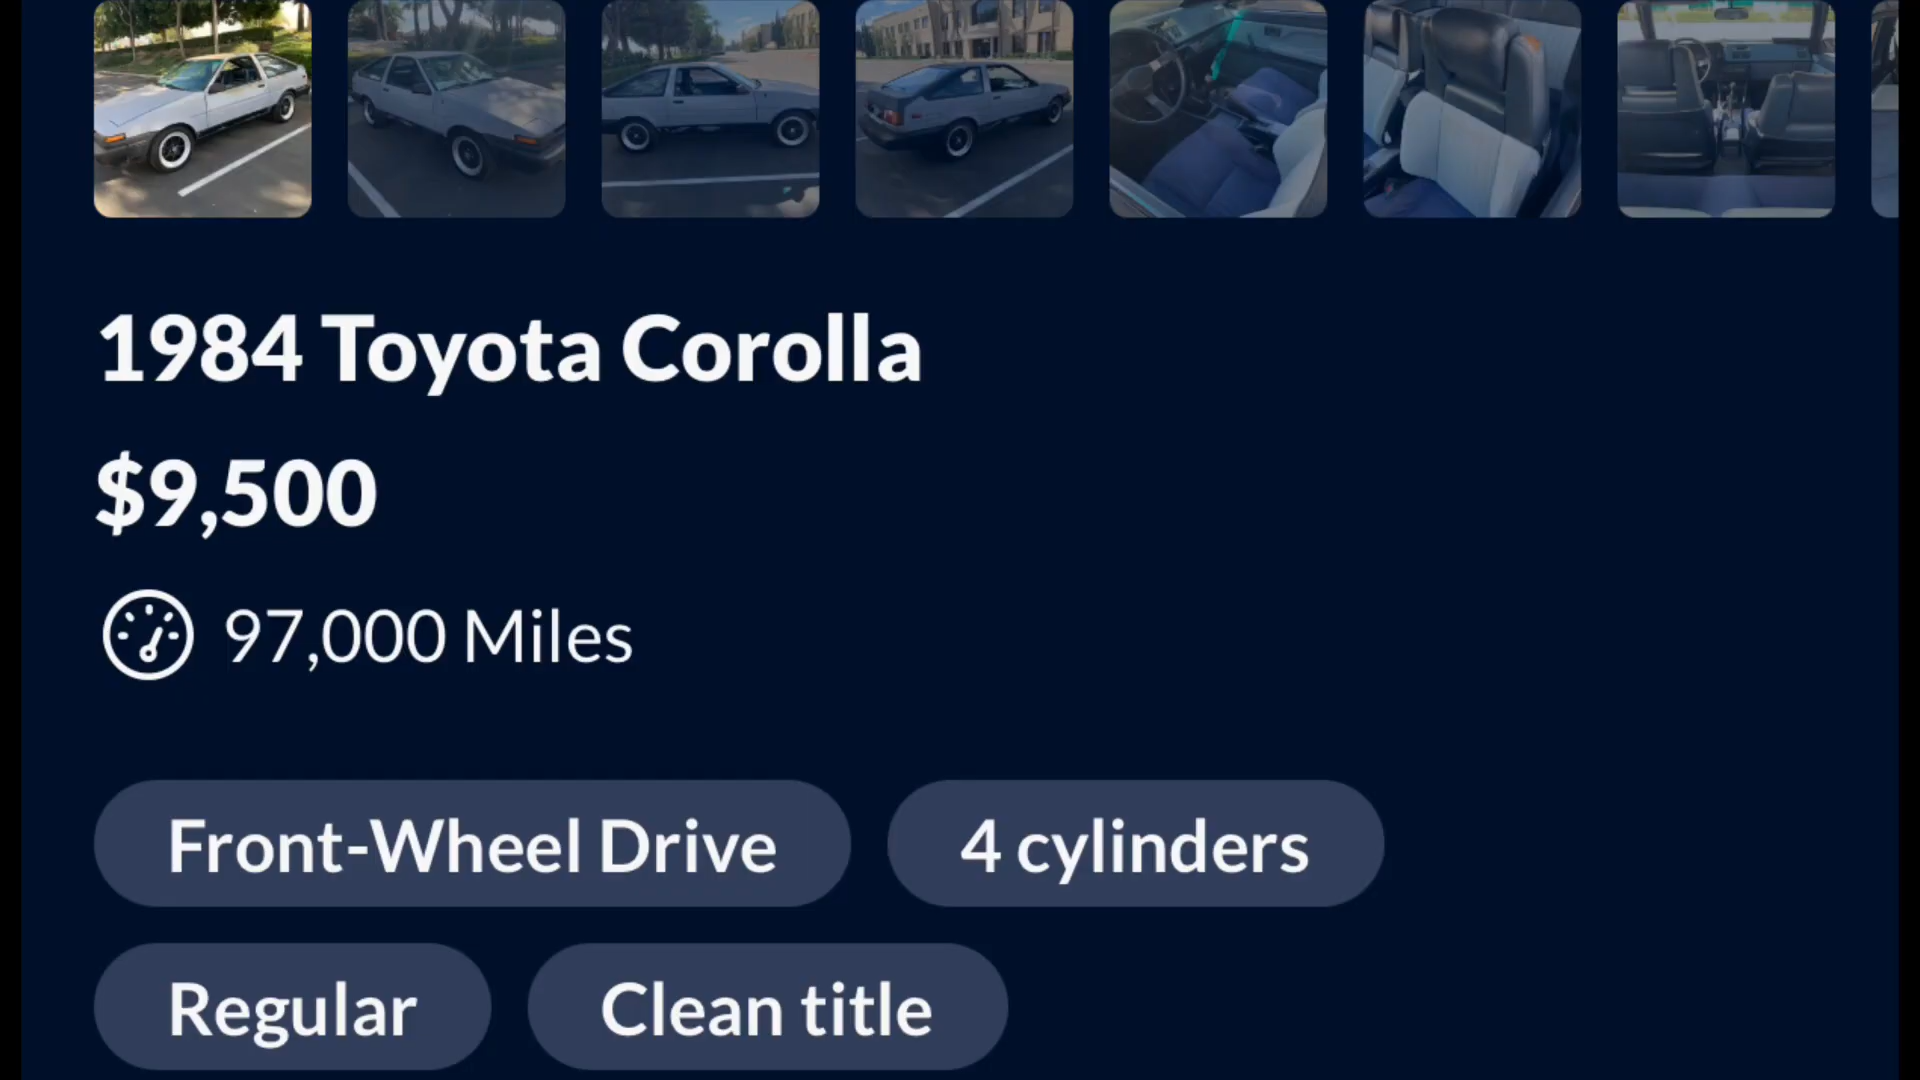 1984 Toyota Corolla
$9,500
97,000 Miles
Front-Wheel Drive
4 cylinders
Regular
Clean title